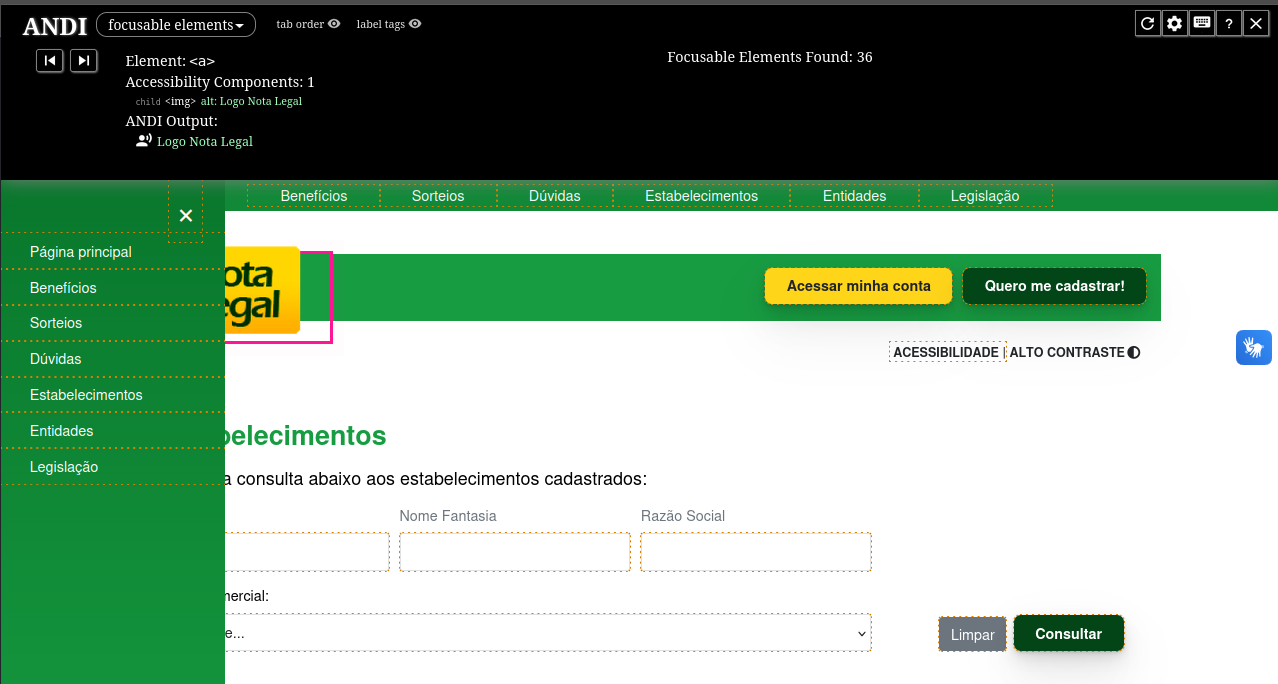 ANDI focusable elements tab order label tags ?
Element: <a> Focusable Elements Found: 36
Accessibility Components: 1
child <img> alt: Logo Nota Legal
ANDI Output:
Logo Nota Legal
Benefícios Sorteios Dúvidas Estabelecimentos Entidades Legislação
Página principal
Benefícios
Sorteios
Dúvidas
Estabelecimentos
Entidades
Legislação
ota
egal
Acessar minha conta Quero me cadastrar!
ACESSIBILIDADE | ALTO CONTRASTE
belecimentos
a consulta abaixo aos estabelecimentos cadastrados:
Nome Fantasia Razão Social
mercial:
e... Limpar Consultar